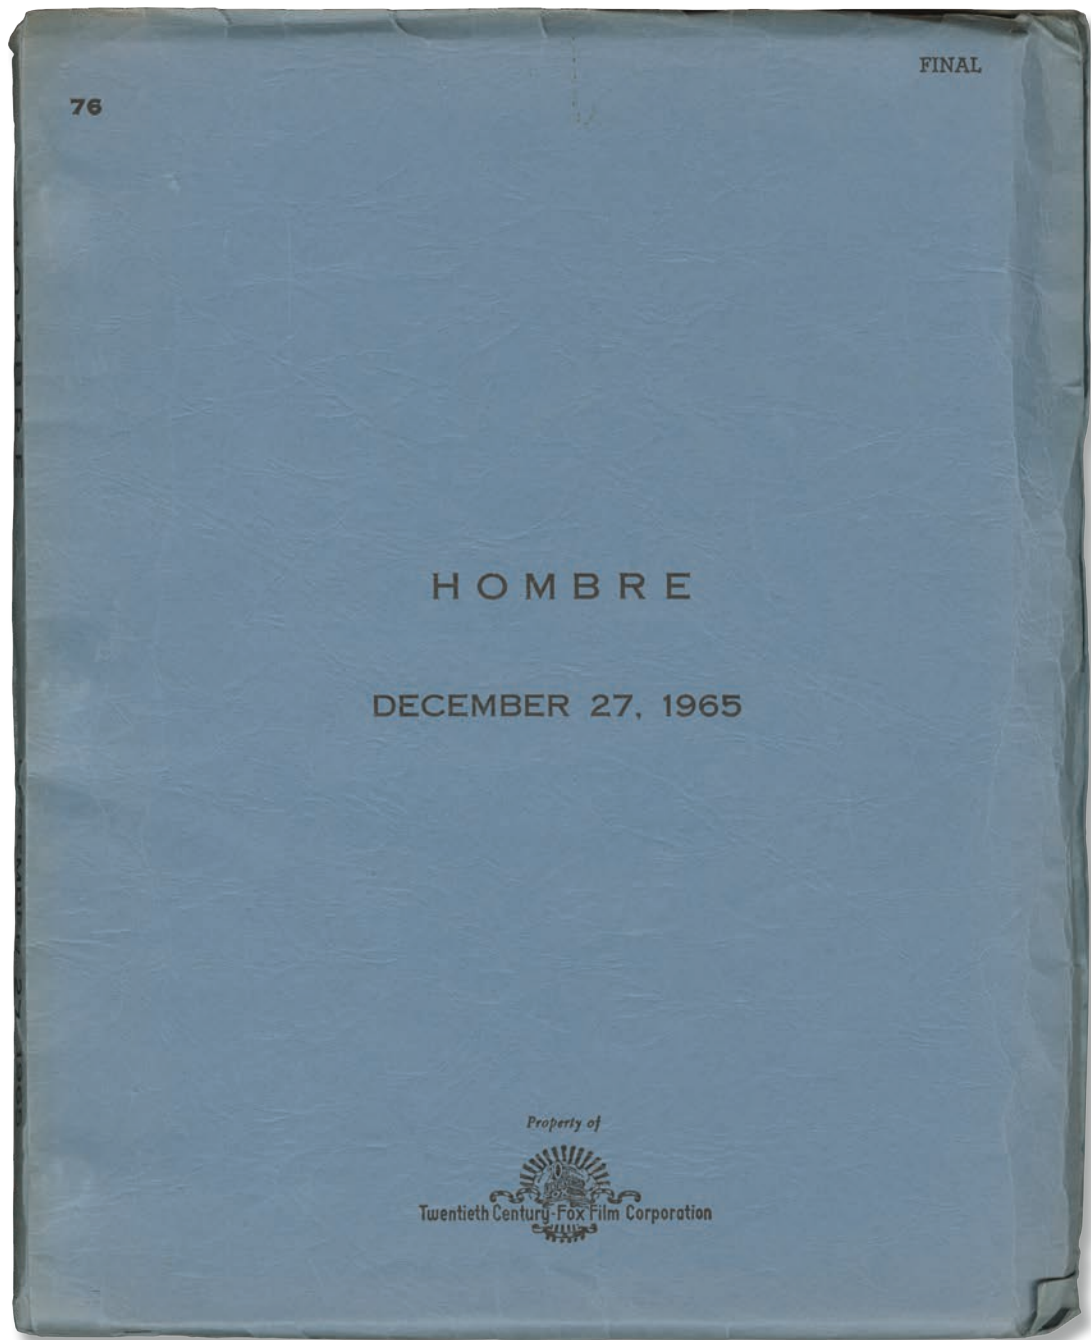 FINAL
76
HOMBRE
DECEMBER 27, 1965
Property of
Twentieth Century-Fox Film Corporation